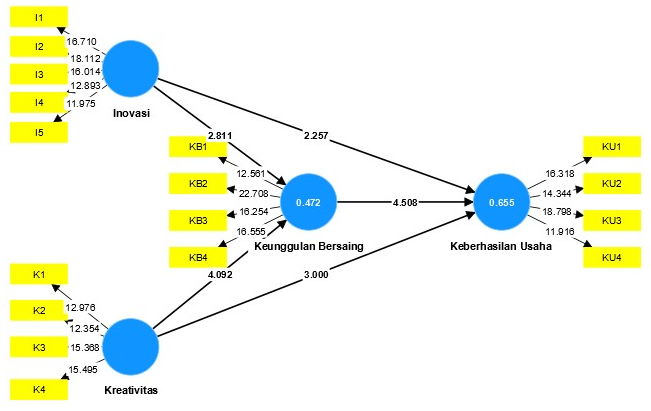 I1
I2
I3
I4
I5
16.710
18.112
16.014
12.893
11.975
Inovasi
2.811
2.257
KB1
KB2
KB3
KB4
12.561
22.708
16.254
16.555
0.472
Keunggulan Bersaing
4.508
0.655
Keberhasilan Usaha
16.318
14.344
18.798
11.916
KU1
KU2
KU3
KU4
4.092
3.000
K1
K2
K3
K4
12.976
12.354
15.368
15.495
Kreativitas